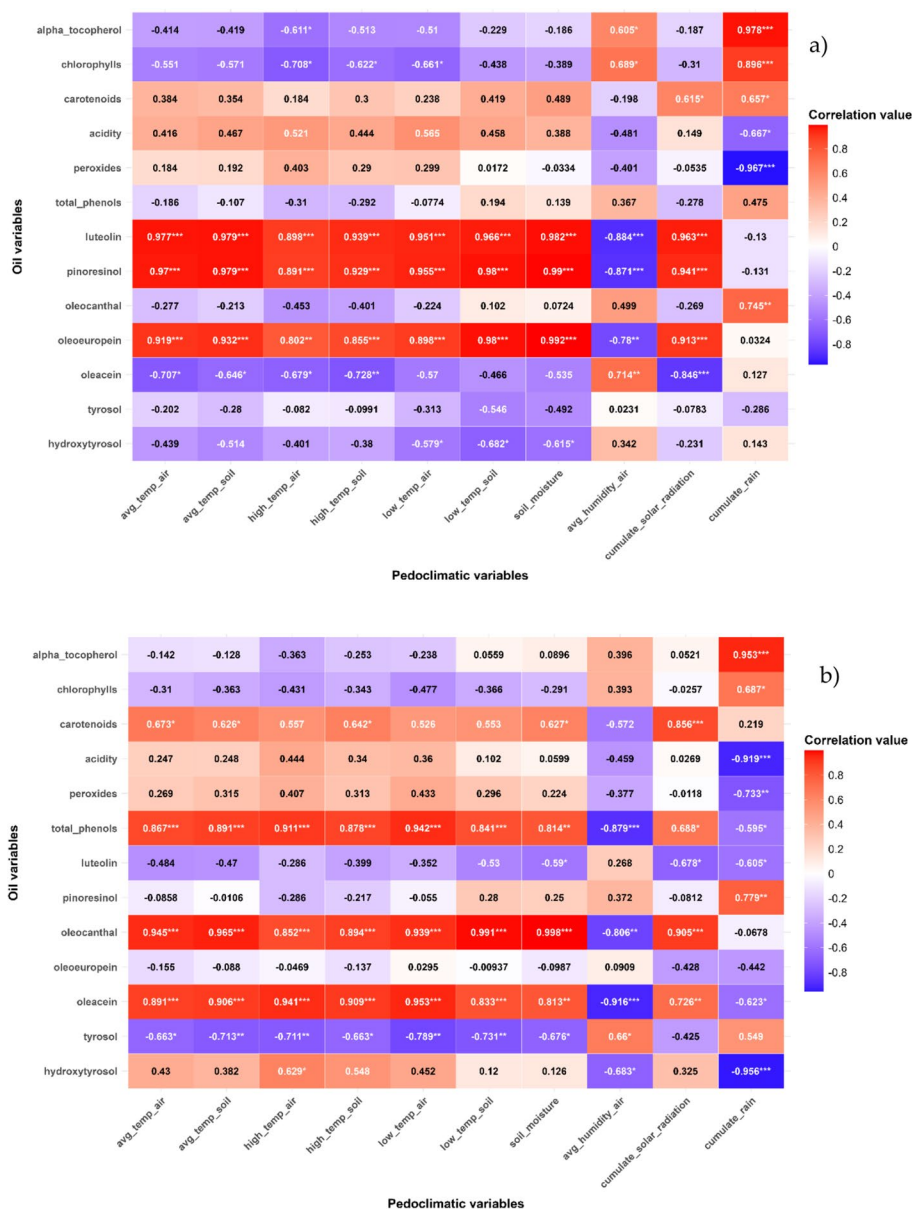 a)
alpha_tocopherol -0.414 -0.419 -0.611* -0.513 -0.51 -0.229 -0.186 0.605* -0.187 0.978***
chlorophylls -0.551 -0.571 -0.708* -0.622* -0.661* -0.438 -0.389 0.689* -0.31 0.896***
carotenoids 0.384 0.354 0.184 0.3 0.238 0.419 0.489 -0.198 0.615* 0.657*
acidity 0.416 0.467 0.521 0.444 0.565 0.458 0.388 -0.481 0.149 -0.667*
peroxides 0.184 0.192 0.403 0.29 0.299 0.0172 -0.0334 -0.401 -0.0535 -0.967***
total_phenols -0.186 -0.107 -0.31 -0.292 -0.0774 0.194 0.139 0.367 -0.278 0.475
luteolin 0.977*** 0.979*** 0.898*** 0.939*** 0.951*** 0.966*** 0.982*** -0.884*** 0.963*** -0.13
pinoresinol 0.97*** 0.979*** 0.891*** 0.929*** 0.955*** 0.98*** 0.99*** -0.871*** 0.941*** -0.131
oleocanthal -0.277 -0.213 -0.453 -0.401 -0.224 0.102 0.0724 0.499 -0.269 0.745**
oleoeuropein 0.919*** 0.932*** 0.802** 0.855*** 0.898*** 0.98*** 0.992*** -0.78** 0.913*** 0.0324
oleacein -0.707* -0.646* -0.679* -0.728** -0.57 -0.466 -0.535 0.714** -0.846*** 0.127
tyrosol -0.202 -0.28 -0.082 -0.0991 -0.313 -0.546 -0.492 0.0231 -0.0783 -0.286
hydroxytyrosol -0.439 -0.514 -0.401 -0.38 -0.579* -0.682* -0.615* 0.342 -0.231 0.143
Oil variables
avg_temp_air avg_temp_soil high_temp_air high_temp_soil low_temp_air low_temp_soil soil_moisture avg_humidity_air cumulate_solar_radiation cumulate_rain
Pedoclimatic variables
Correlation value
0.8
0.6
0.4
0.2
0
-0.2
-0.4
-0.6
-0.8
b)
alpha_tocopherol -0.142 -0.128 -0.363 -0.253 -0.238 0.0559 0.0896 0.396 0.0521 0.953***
chlorophylls -0.31 -0.363 -0.431 -0.343 -0.477 -0.366 -0.291 0.393 -0.0257 0.687*
carotenoids 0.673* 0.626* 0.557 0.642* 0.526 0.553 0.627* -0.572 0.856*** 0.219
acidity 0.247 0.248 0.444 0.34 0.36 0.102 0.0599 -0.459 0.0269 -0.919***
peroxides 0.269 0.315 0.407 0.313 0.433 0.296 0.224 -0.377 -0.0118 -0.733**
total_phenols 0.867*** 0.891*** 0.911*** 0.878*** 0.942*** 0.841*** 0.814** -0.879*** 0.688* -0.595*
luteolin -0.484 -0.47 -0.286 -0.399 -0.352 -0.53 -0.59* 0.268 -0.678* -0.605*
pinoresinol -0.0858 -0.0106 -0.286 -0.217 -0.055 0.28 0.25 0.372 -0.0812 0.779**
oleocanthal 0.945*** 0.965*** 0.852*** 0.894*** 0.939*** 0.991*** 0.998*** -0.806** 0.905*** -0.0678
oleoeuropein -0.155 -0.088 -0.0469 -0.137 0.0295 -0.00937 -0.0987 0.0909 -0.428 -0.442
oleacein 0.891*** 0.906*** 0.941*** 0.909*** 0.953*** 0.833*** 0.813** -0.916*** 0.726** -0.623*
tyrosol -0.663* -0.713** -0.711** -0.663* -0.789** -0.731** -0.676* 0.66* -0.425 0.549
hydroxytyrosol 0.43 0.382 0.629* 0.548 0.452 0.12 0.126 -0.683* 0.325 -0.956***
Oil variables
avg_temp_air avg_temp_soil high_temp_air high_temp_soil low_temp_air low_temp_soil soil_moisture avg_humidity_air cumulate_solar_radiation cumulate_rain
Pedoclimatic variables
Correlation value
0.8
0.6
0.4
0.2
0
-0.2
-0.4
-0.6
-0.8